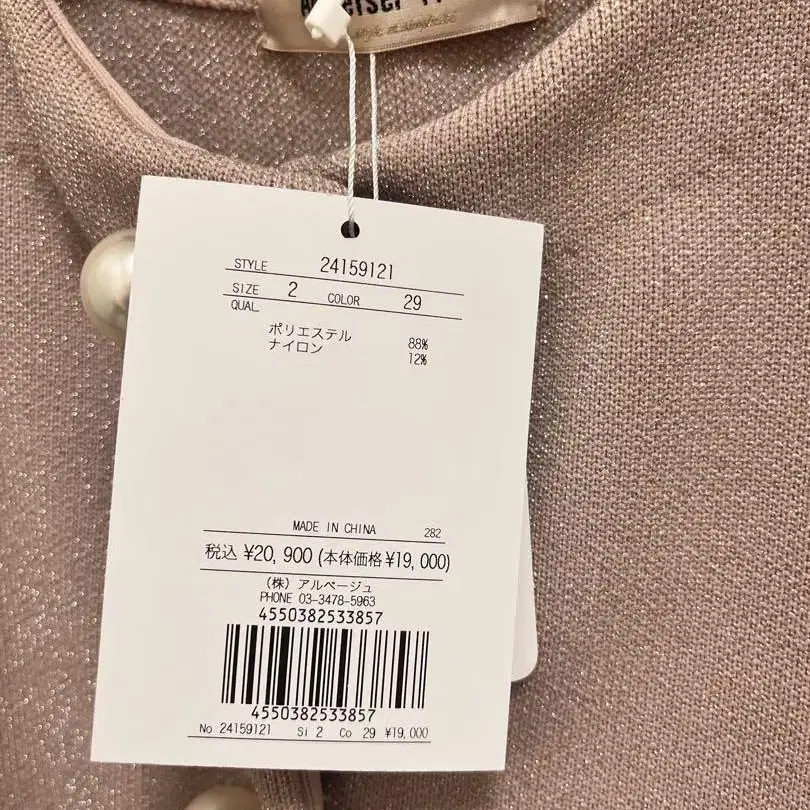 STYLE 24159121
SIZE 2 COLOR 29
QUAL.
ポリエステル 88%
ナイロン 12%
MADE IN CHINA 282
税込 ¥20,900 (本体価格¥19,000)
(株) アルページュ
PHONE 03-3478-5963
4550382533857
4550382533857
No 24159121 Si 2 Co 29 ¥19,000